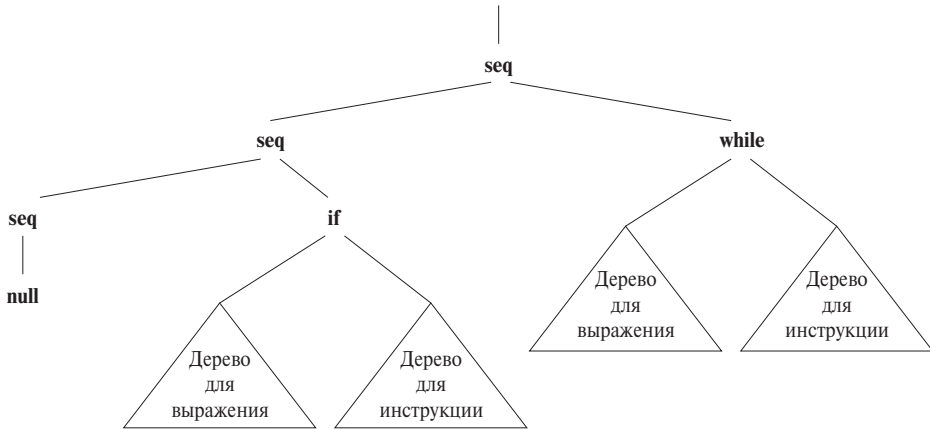 seq
seq
while
seq
if
null
Дерево
для
выражения
Дерево
для
инструкции
Дерево
для
выражения
Дерево
для
инструкции